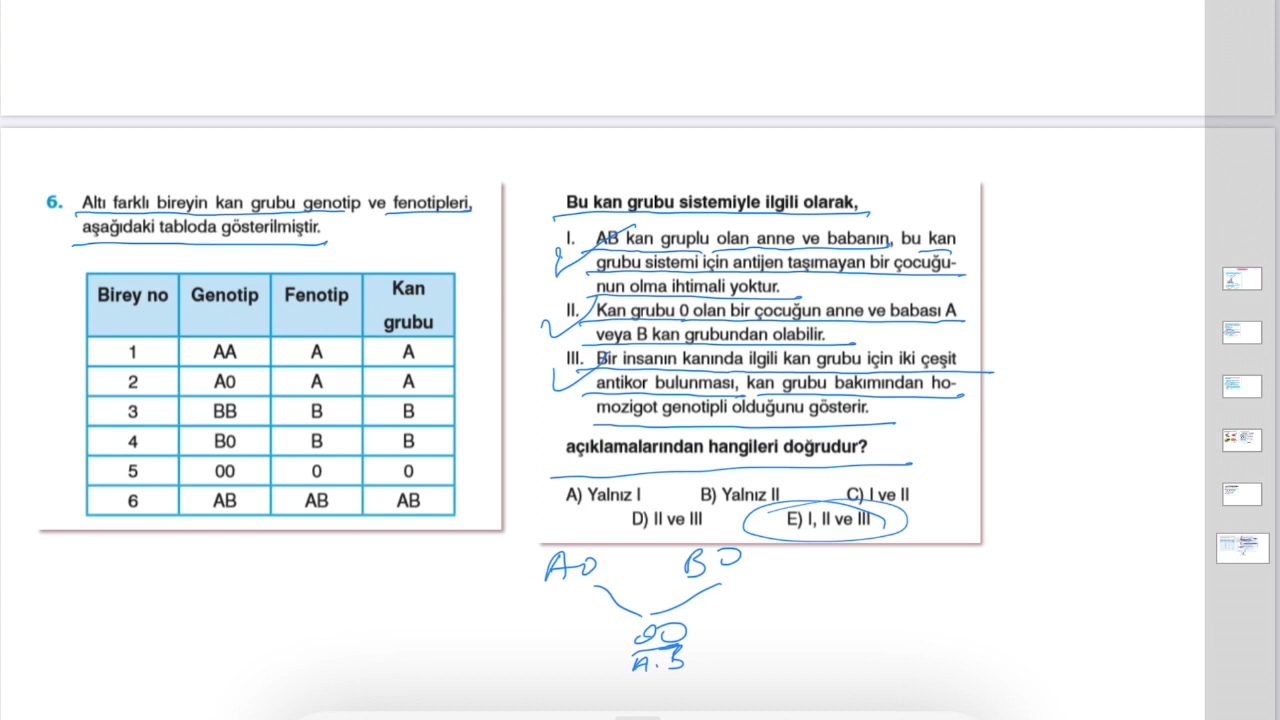 6. Altı farklı bireyin kan grubu genotip ve fenotipleri,
aşağıdaki tabloda gösterilmiştir.
Birey no Genotip Fenotip Kan grubu
1 AA A A
2 A0 A A
3 BB B B
4 B0 B B
5 00 0 0
6 AB AB AB
Bu kan grubu sistemiyle ilgili olarak,
I. AB kan gruplu olan anne ve babanın, bu kan
grubu sistemi için antijen taşımayan bir çocuğu-
nun olma ihtimali yoktur.
II. Kan grubu 0 olan bir çocuğun anne ve babası A
veya B kan grubundan olabilir.
III. Bir insanın kanında ilgili kan grubu için iki çeşit
antikor bulunması, kan grubu bakımından ho-
mozigot genotipli olduğunu gösterir.
açıklamalarından hangileri doğrudur?
A) Yalnız I B) Yalnız II C) I ve II
D) II ve III E) I, II ve III
A0 B0
00
A.B